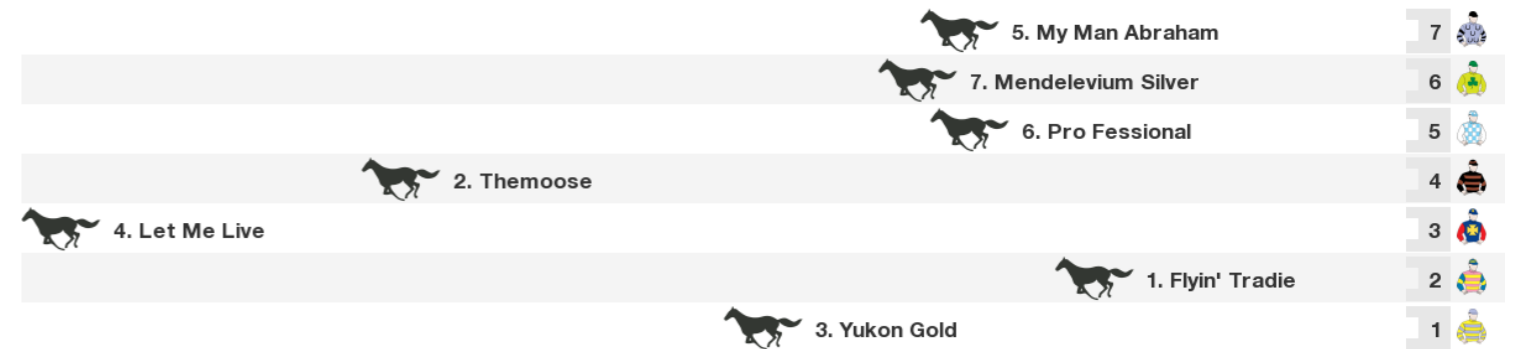 5. My Man Abraham 7
7. Mendelevium Silver 6
6. Pro Fessional 5
2. Themoose 4
4. Let Me Live 3
1. Flyin' Tradie 2
3. Yukon Gold 1